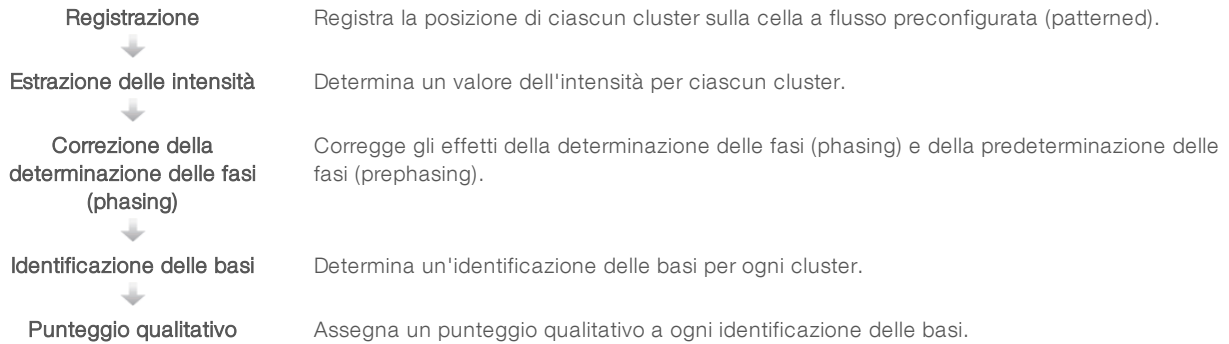 Registrazione
Registra la posizione di ciascun cluster sulla cella a flusso preconfigurata (patterned).
Estrazione delle intensità
Determina un valore dell'intensità per ciascun cluster.
Correzione della
determinazione delle fasi
(phasing)
Corregge gli effetti della determinazione delle fasi (phasing) e della predeterminazione delle
fasi (prephasing).
Identificazione delle basi
Determina un'identificazione delle basi per ogni cluster.
Punteggio qualitativo
Assegna un punteggio qualitativo a ogni identificazione delle basi.